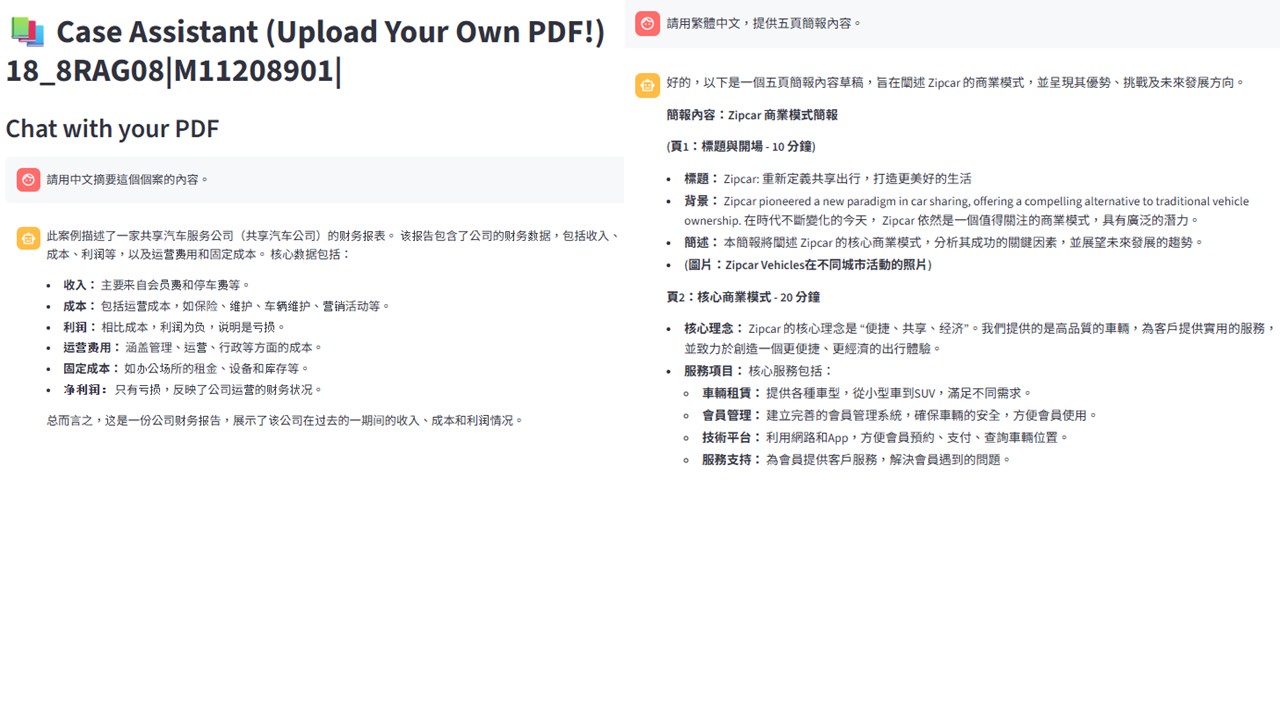 Case Assistant (Upload Your Own PDF!)
18_8RAG08|M11208901|
Chat with your PDF
請用中文摘要這個個案的內容。
此案例描述了一家共享汽车服务公司（共享汽车公司）的财务报表。 该报告包含了公司的财务数据，包括收入、
成本、利润等，以及运营费用和固定成本。 核心数据包括：
收入： 主要来自会员费和停车费等。
成本： 包括运营成本，如保险、维护、车辆维护、营销活动等。
利润： 相比成本，利润为负，说明是亏损。
运营费用： 涵盖管理、运营、行政等方面的成本。
固定成本： 如办公场所的租金、设备和库存等。
净利润： 只有亏损，反映了公司运营的财务状况。
总而言之，这是一份公司财务报告，展示了该公司在过去的一期间的收入、成本和利润情况。
請用繁體中文，提供五頁簡報內容。
好的，以下是一個五頁簡報內容草稿，旨在闡述 Zipcar 的商業模式，並呈現其優勢、挑戰及未來發展方向。
簡報內容：Zipcar 商業模式簡報
(頁1：標題與開場 - 10 分鐘)
標題： Zipcar: 重新定義共享出行，打造更美好的生活
背景： Zipcar pioneered a new paradigm in car sharing, offering a compelling alternative to traditional vehicle
ownership. 在時代不斷變化的今天， Zipcar 依然是一個值得關注的商業模式，具有廣泛的潛力。
簡述： 本簡報將闡述 Zipcar 的核心商業模式，分析其成功的關鍵因素，並展望未來發展的趨勢。
(圖片：Zipcar Vehicles在不同城市活動的照片)
頁2：核心商業模式 - 20 分鐘
核心理念： Zipcar 的核心理念是 “便捷、共享、经济”。我們提供的是高品質的車輛，為客戶提供實用的服務，
並致力於創造一個更便捷、更經濟的出行體驗。
服務項目： 核心服務包括：
車輛租賃： 提供各種車型，從小型車到SUV，滿足不同需求。
會員管理： 建立完善的會員管理系統，確保車輛的安全，方便會員使用。
技術平台： 利用網路和App，方便會員預約、支付、查詢車輛位置。
服務支持： 為會員提供客戶服務，解決會員遇到的問題。